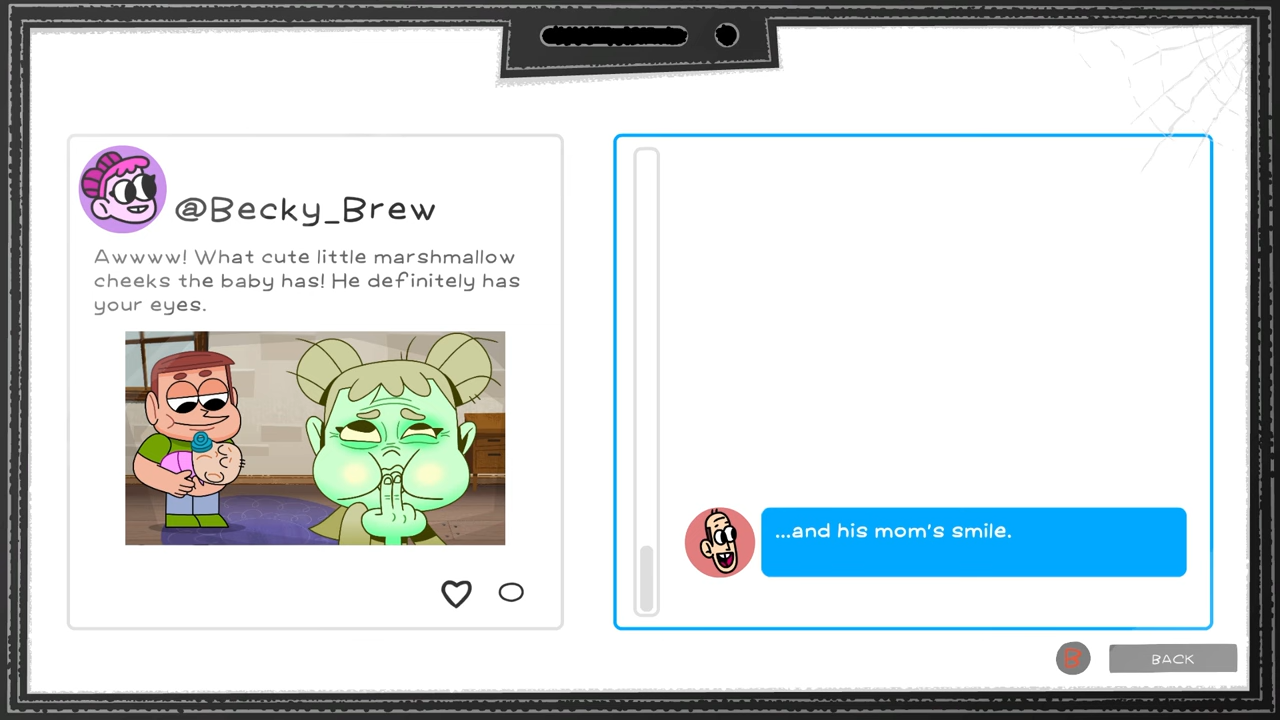 @Becky_Brew
Awwww! What cute little marshmallow
cheeks the baby has! He definitely has
your eyes.
...and his mom's smile.
B
BACK